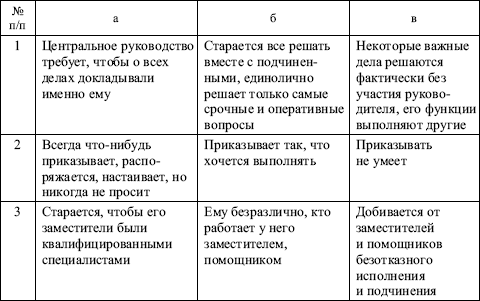 № п/п а б в
1 Центральное руководство требует, чтобы о всех делах докладывали именно ему
Старается все решать вместе с подчиненными, единолично решает только самые срочные и оперативные вопросы
Некоторые важные дела решаются фактически без участия руководителя, его функции выполняют другие
2 Всегда что-нибудь приказывает, распоряжается, настаивает, но никогда не просит
Приказывает так, что хочется выполнять
Приказывать не умеет
3 Старается, чтобы его заместители были квалифицированными специалистами
Ему безразлично, кто работает у него заместителем, помощником
Добивается от заместителей и помощников безотказного исполнения и подчинения